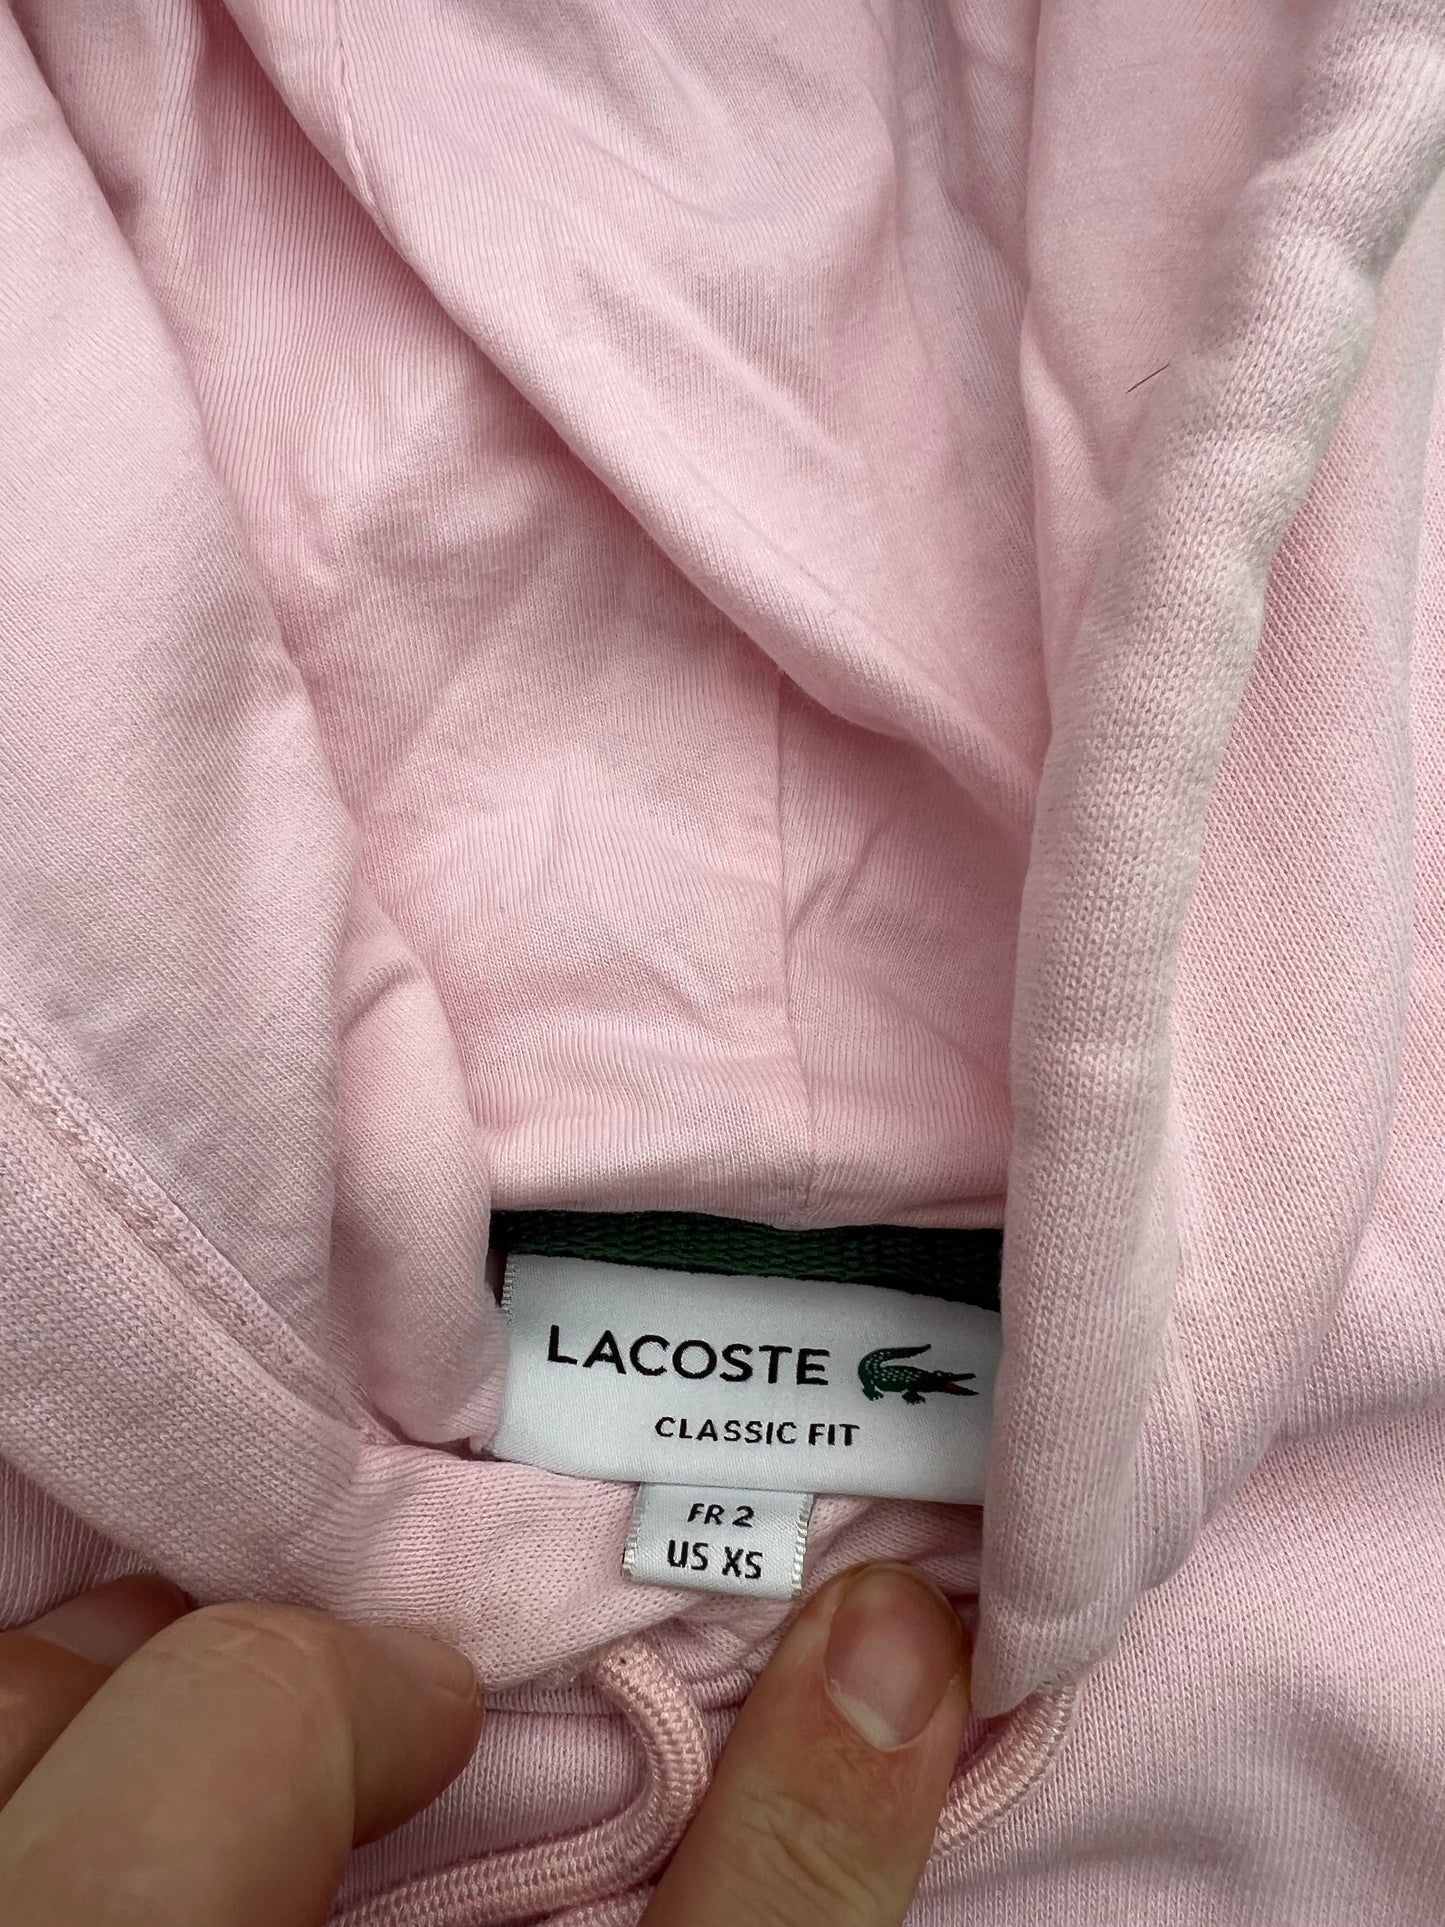 LACOSTE
CLASSIC FIT
FR 2
US XS